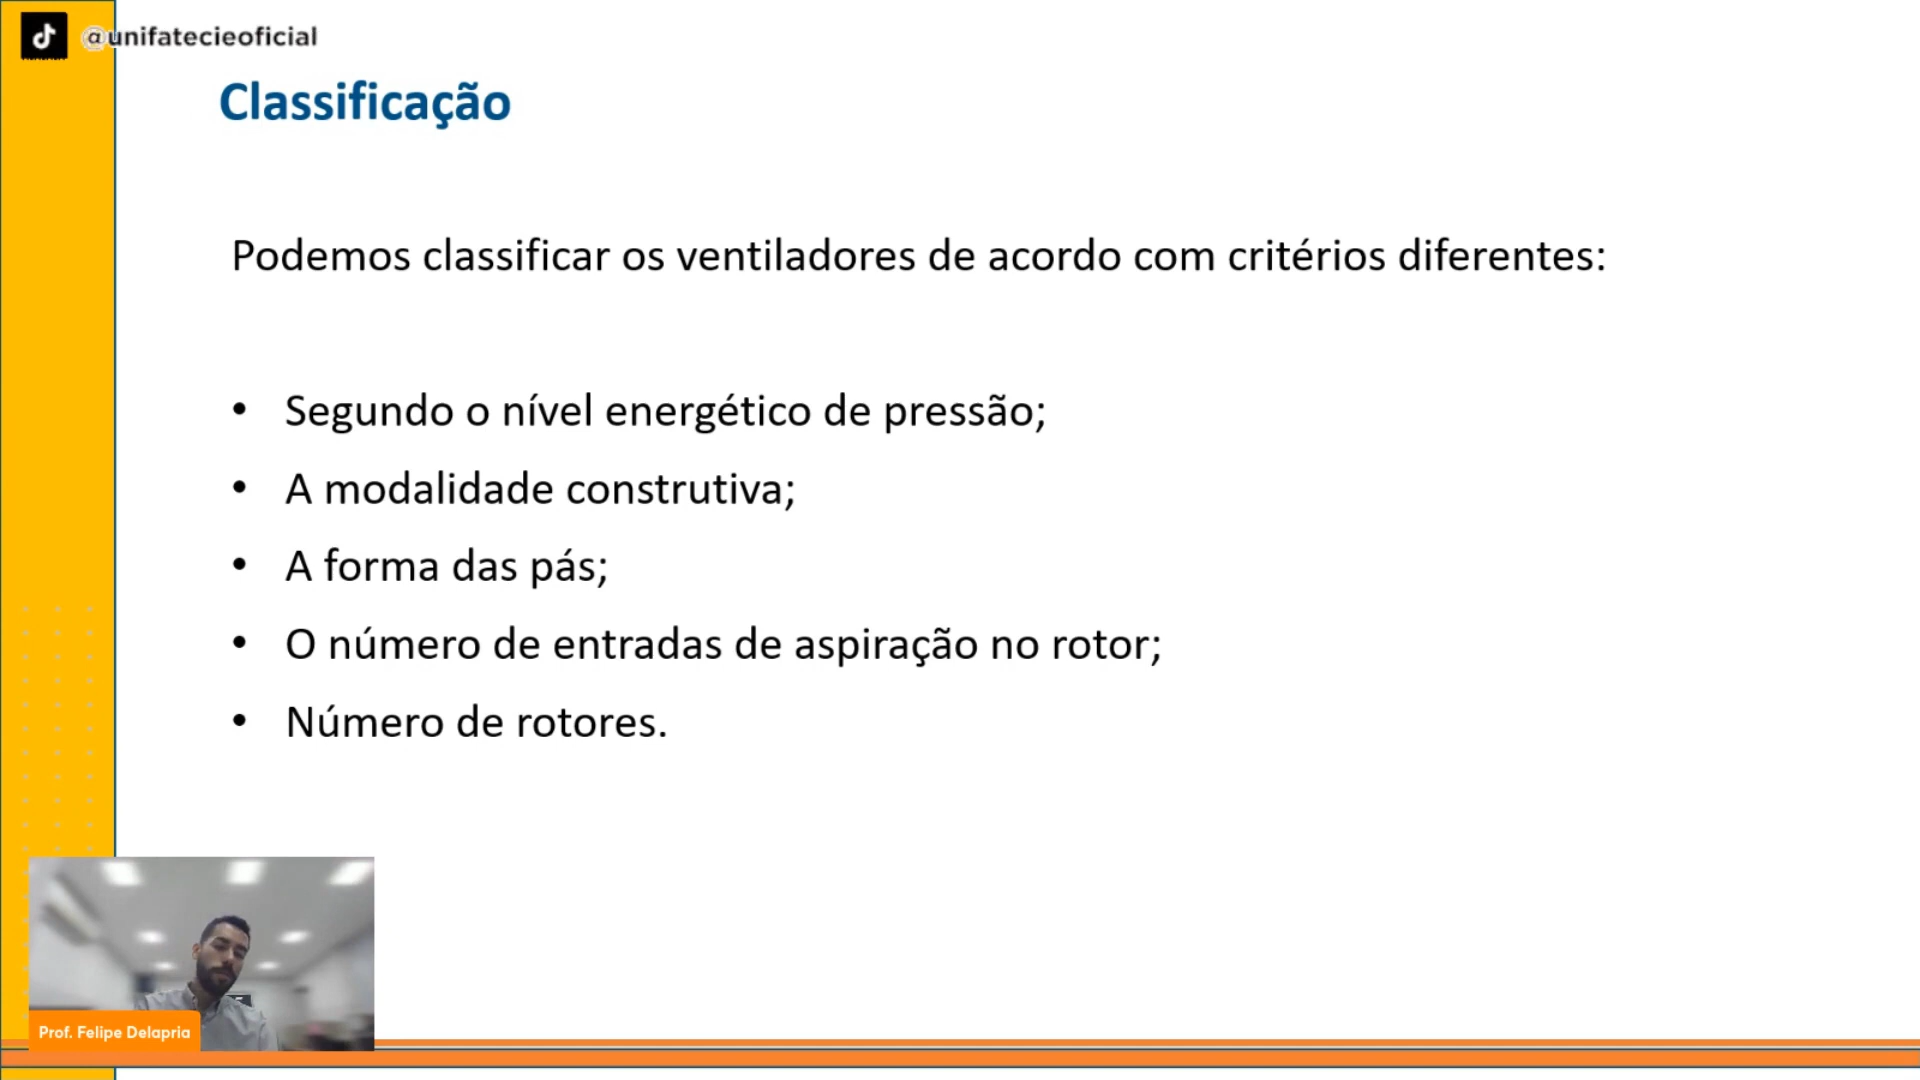 @unifatecieoficial
Classificação
Podemos classificar os ventiladores de acordo com critérios diferentes:
• Segundo o nível energético de pressão;
• A modalidade construtiva;
• A forma das pás;
• O número de entradas de aspiração no rotor;
• Número de rotores.
Prof. Felipe Delapria